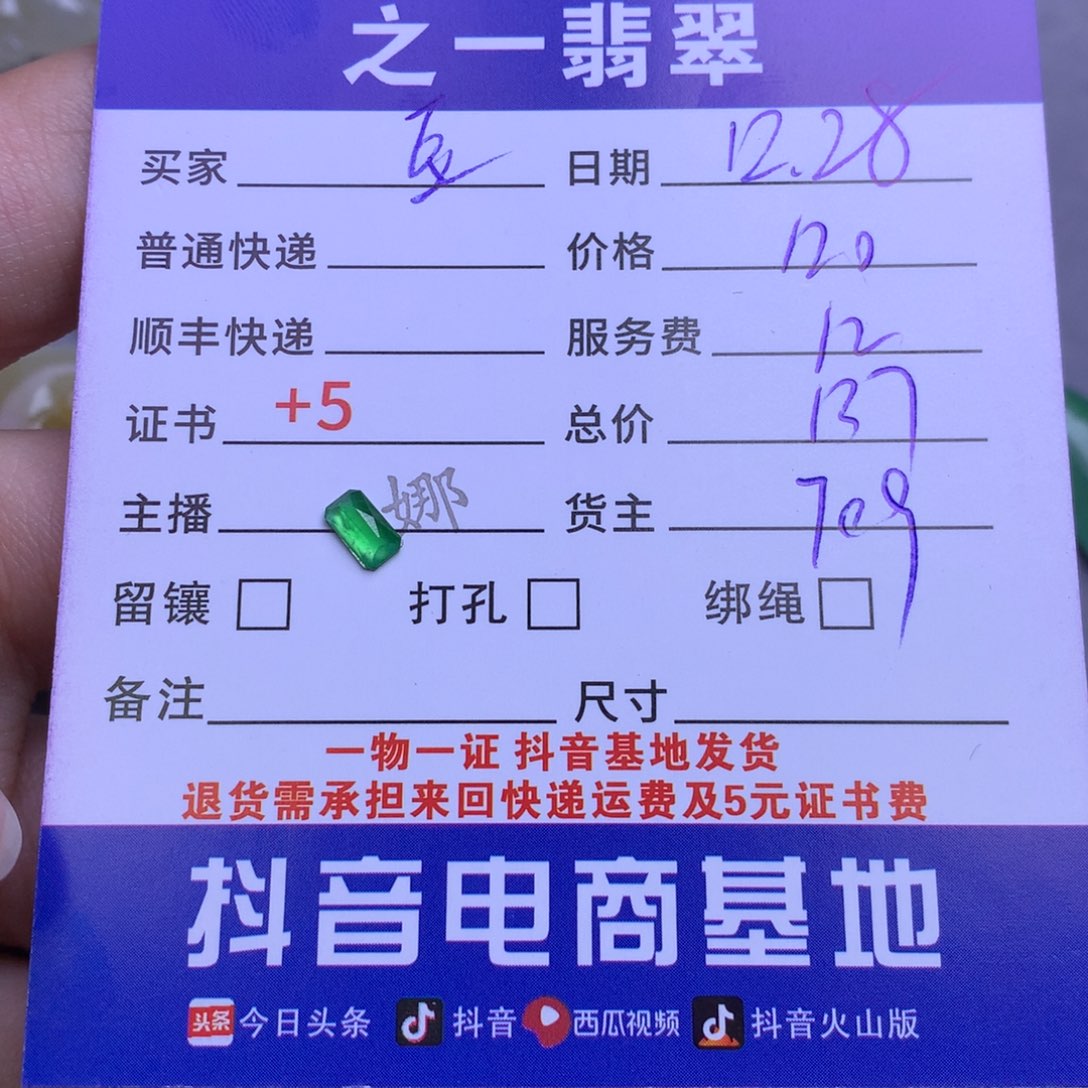 之一翡翠
买家 夏 日期 12.28
普通快递 价格 120
顺丰快递 服务费 12
证书 +5 总价 137
主播 娜 货主 709
留镶 打孔 绑绳
备注 尺寸
一物一证 抖音基地发货
退货需承担来回快递运费及5元证书费
抖音电商基地
头条 今日头条 抖音 西瓜视频 抖音火山版